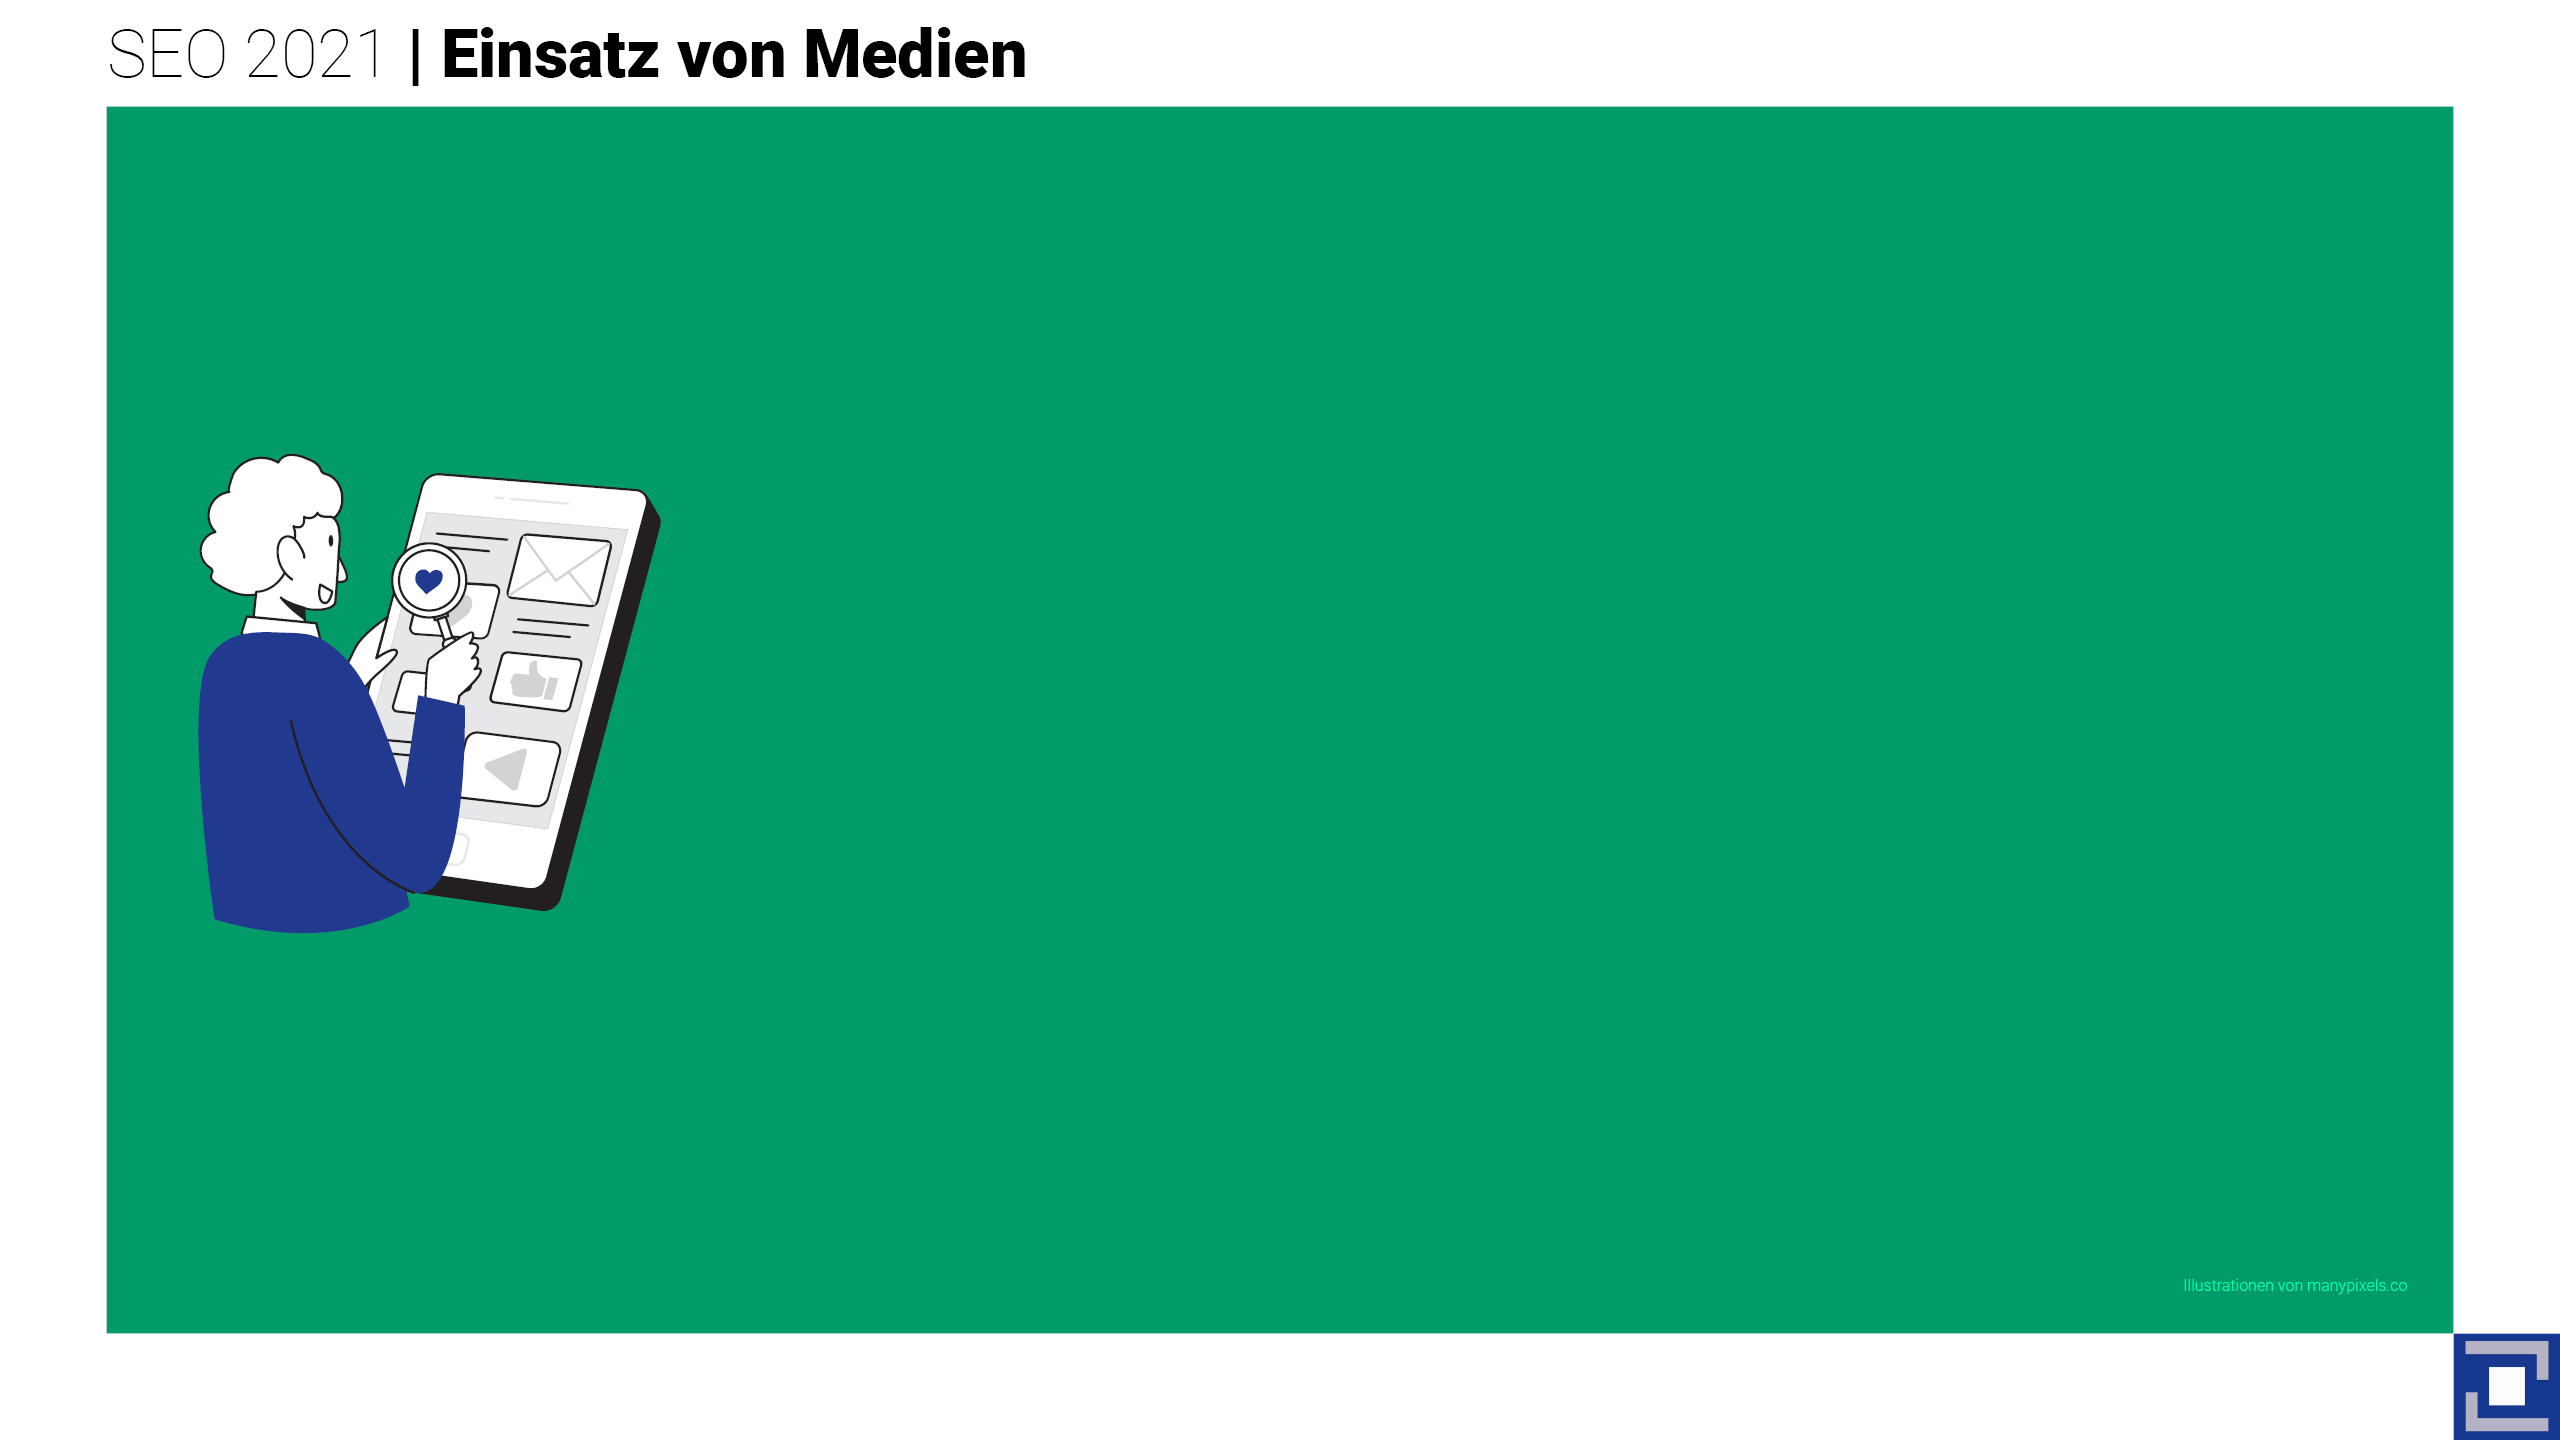 SEO 2021 | Einsatz von Medien
Illustrationen von manypixels.co